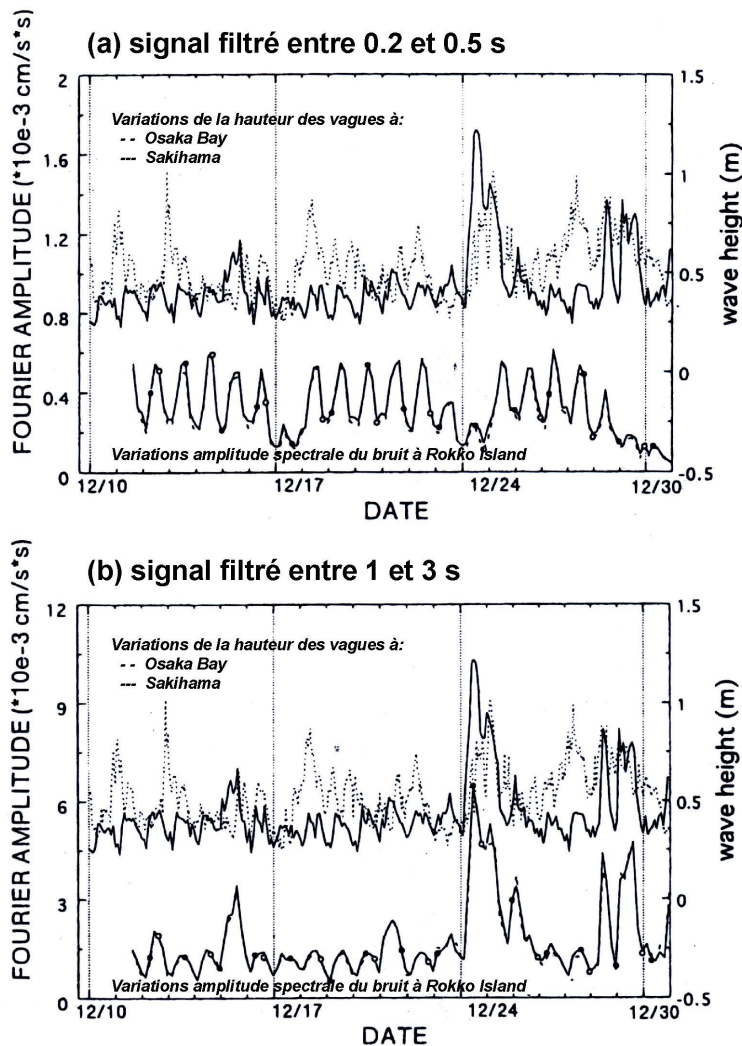 (a) signal filtré entre 0.2 et 0.5 s
FOURIER AMPLITUDE (*10e-3 cm/s*s)
2
1.6
1.2
0.8
0.4
0
Variations de la hauteur des vagues à:
-- Osaka Bay
--- Sakihama
Variations amplitude spectrale du bruit à Rokko Island
1.5
1
0.5
0
-0.5
wave height (m)
12/10 12/17 12/24 12/30
DATE
(b) signal filtré entre 1 et 3 s
FOURIER AMPLITUDE (*10e-3 cm/s*s)
12
9
6
3
0
Variations de la hauteur des vagues à:
-- Osaka Bay
--- Sakihama
Variations amplitude spectrale du bruit à Rokko Island
1.5
1
0.5
0
-0.5
wave height (m)
12/10 12/17 12/24 12/30
DATE